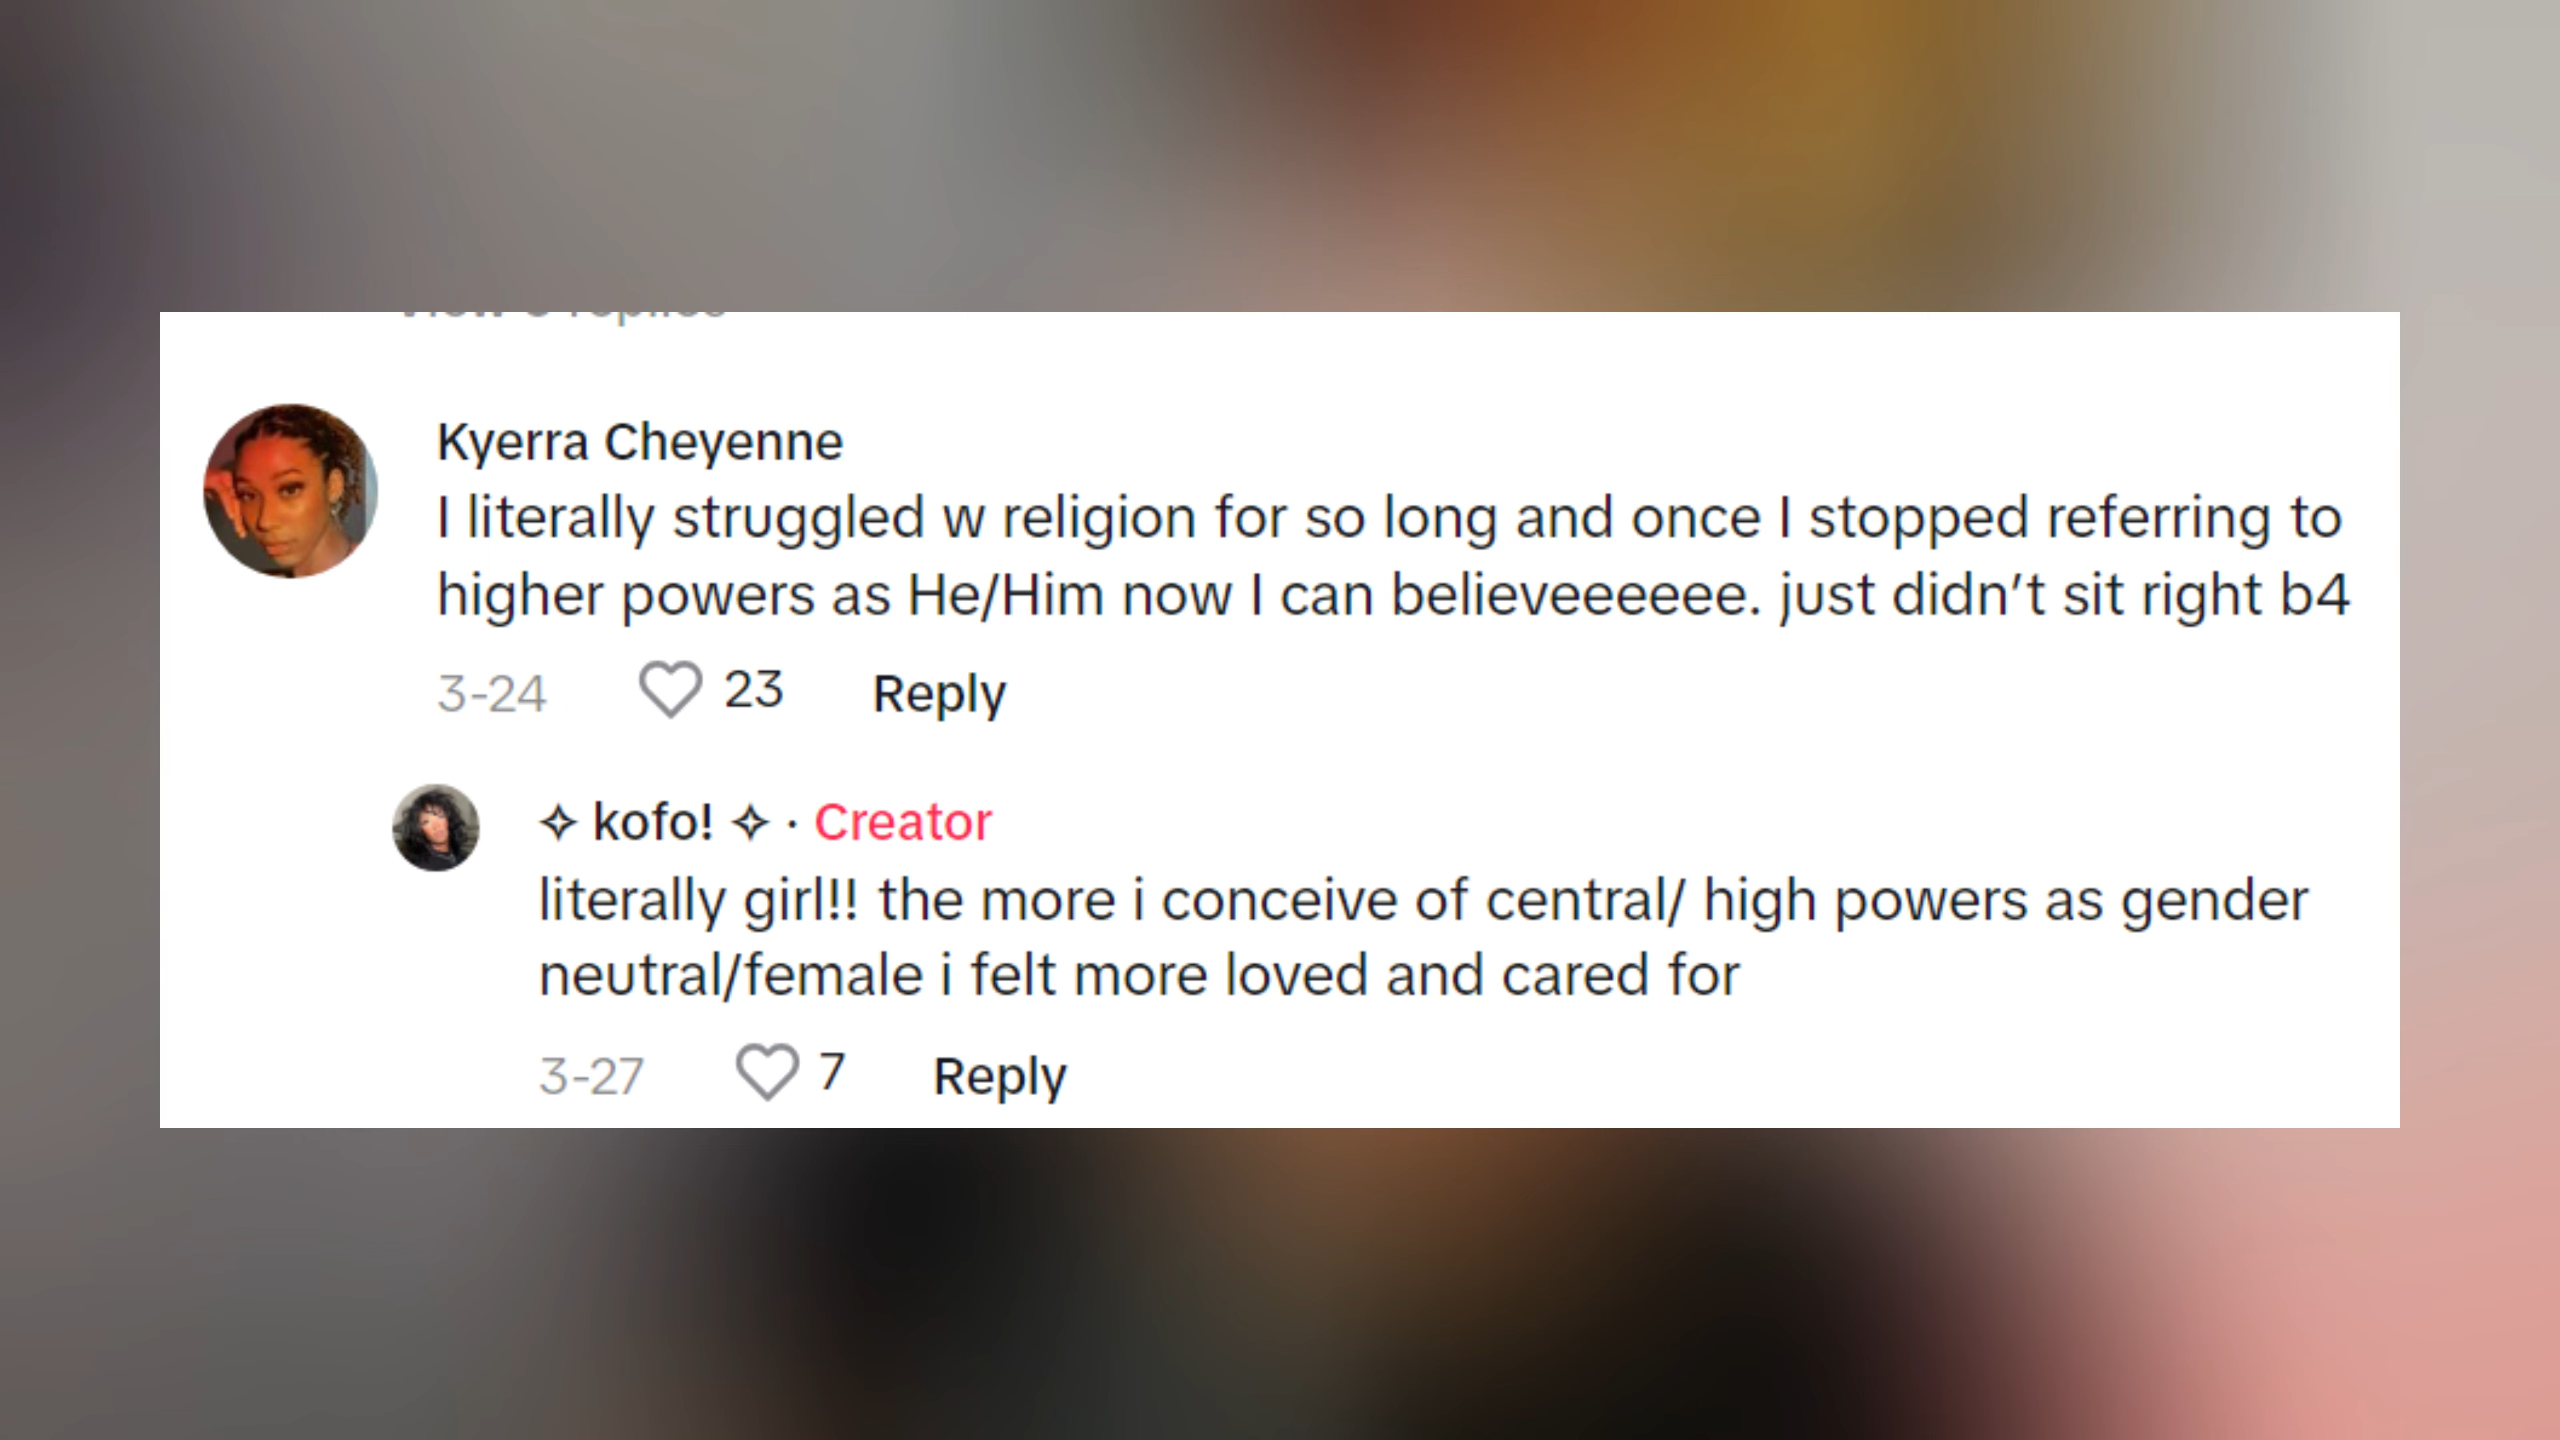 Kyerra Cheyenne
I literally struggled w religion for so long and once I stopped referring to
higher powers as He/Him now I can believeeeeee. just didn’t sit right b4
3-24 23 Reply
✧ kofo! ✧ · Creator
literally girl!! the more i conceive of central/ high powers as gender
neutral/female i felt more loved and cared for
3-27 7 Reply